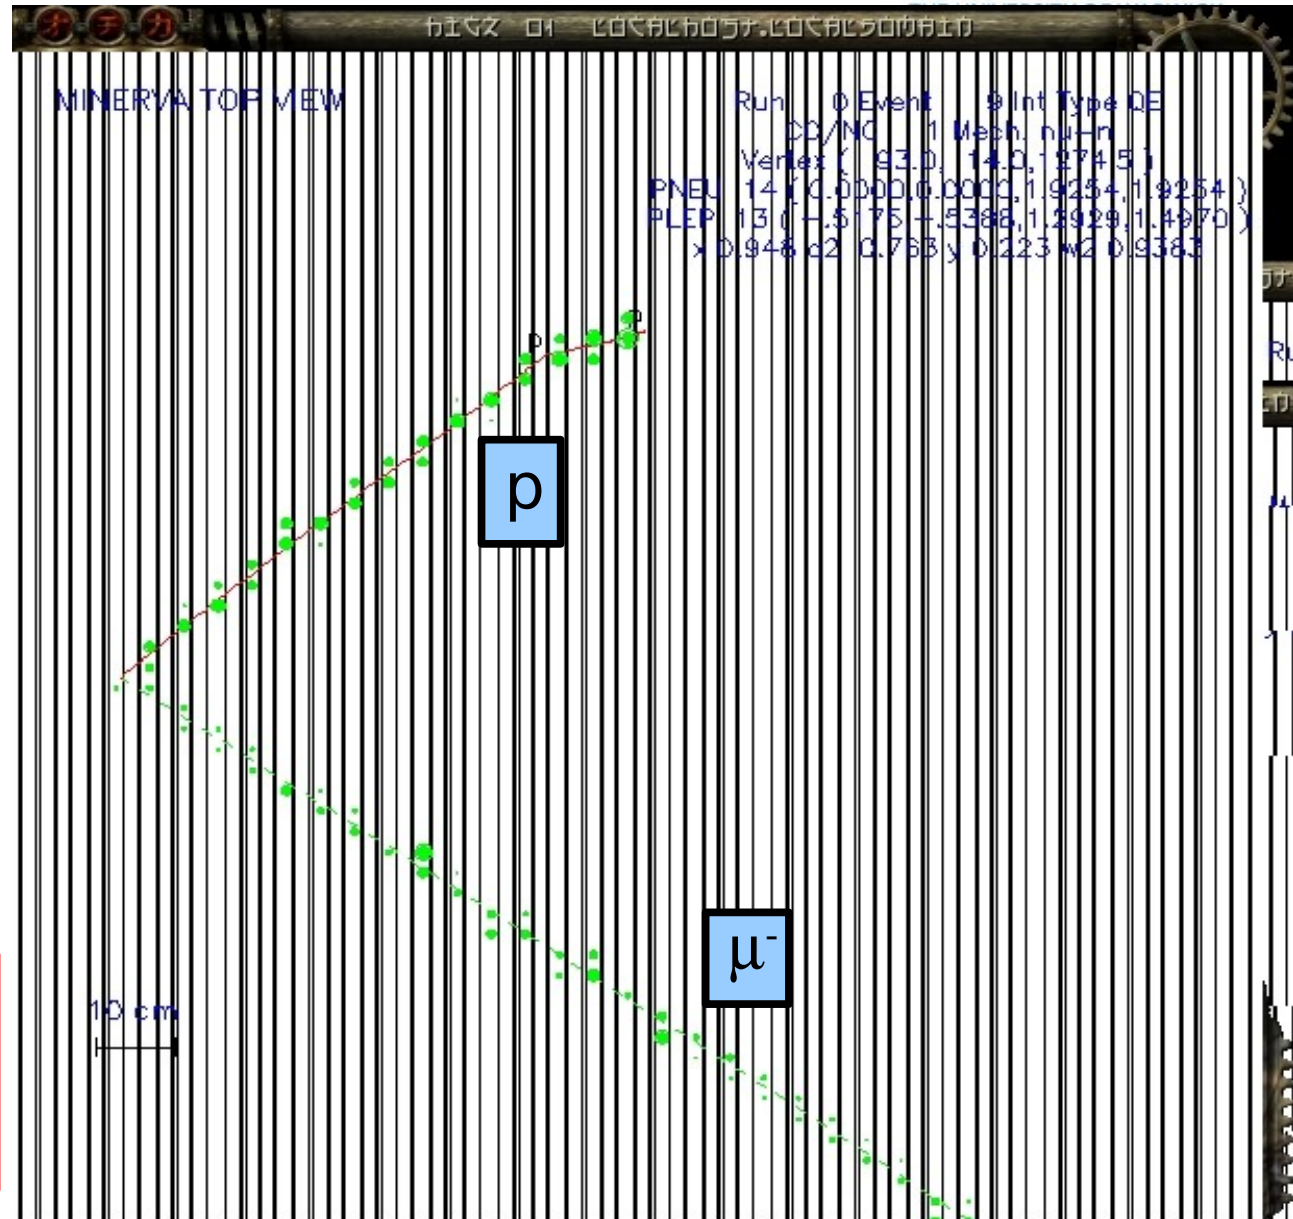 MINERVA TOP VIEW
Run 0 Event 9 Int Type QE
CC/NC 1 Mech. nu-n
Vertex ( 93.0, 14.0,1274.5 )
PNEU 14 ( 0.0000,0.0000,1.9254,1.9254 )
PLEP 13 ( -.5175,-.5388,1.2929,1.4970 )
x 0.948 q2 0.763 y 0.223 w2 0.9383
p
p
p
μ-
10 cm